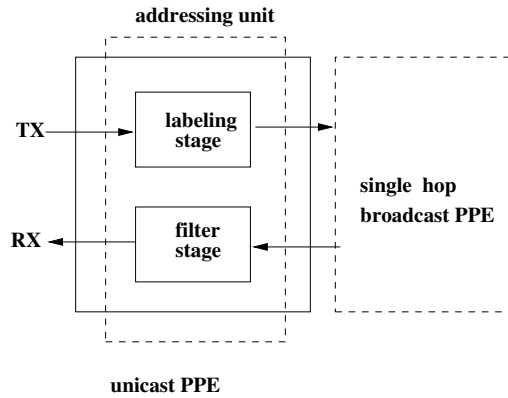 addressing unit
TX
labeling
stage
single hop
broadcast PPE
RX
filter
stage
unicast PPE